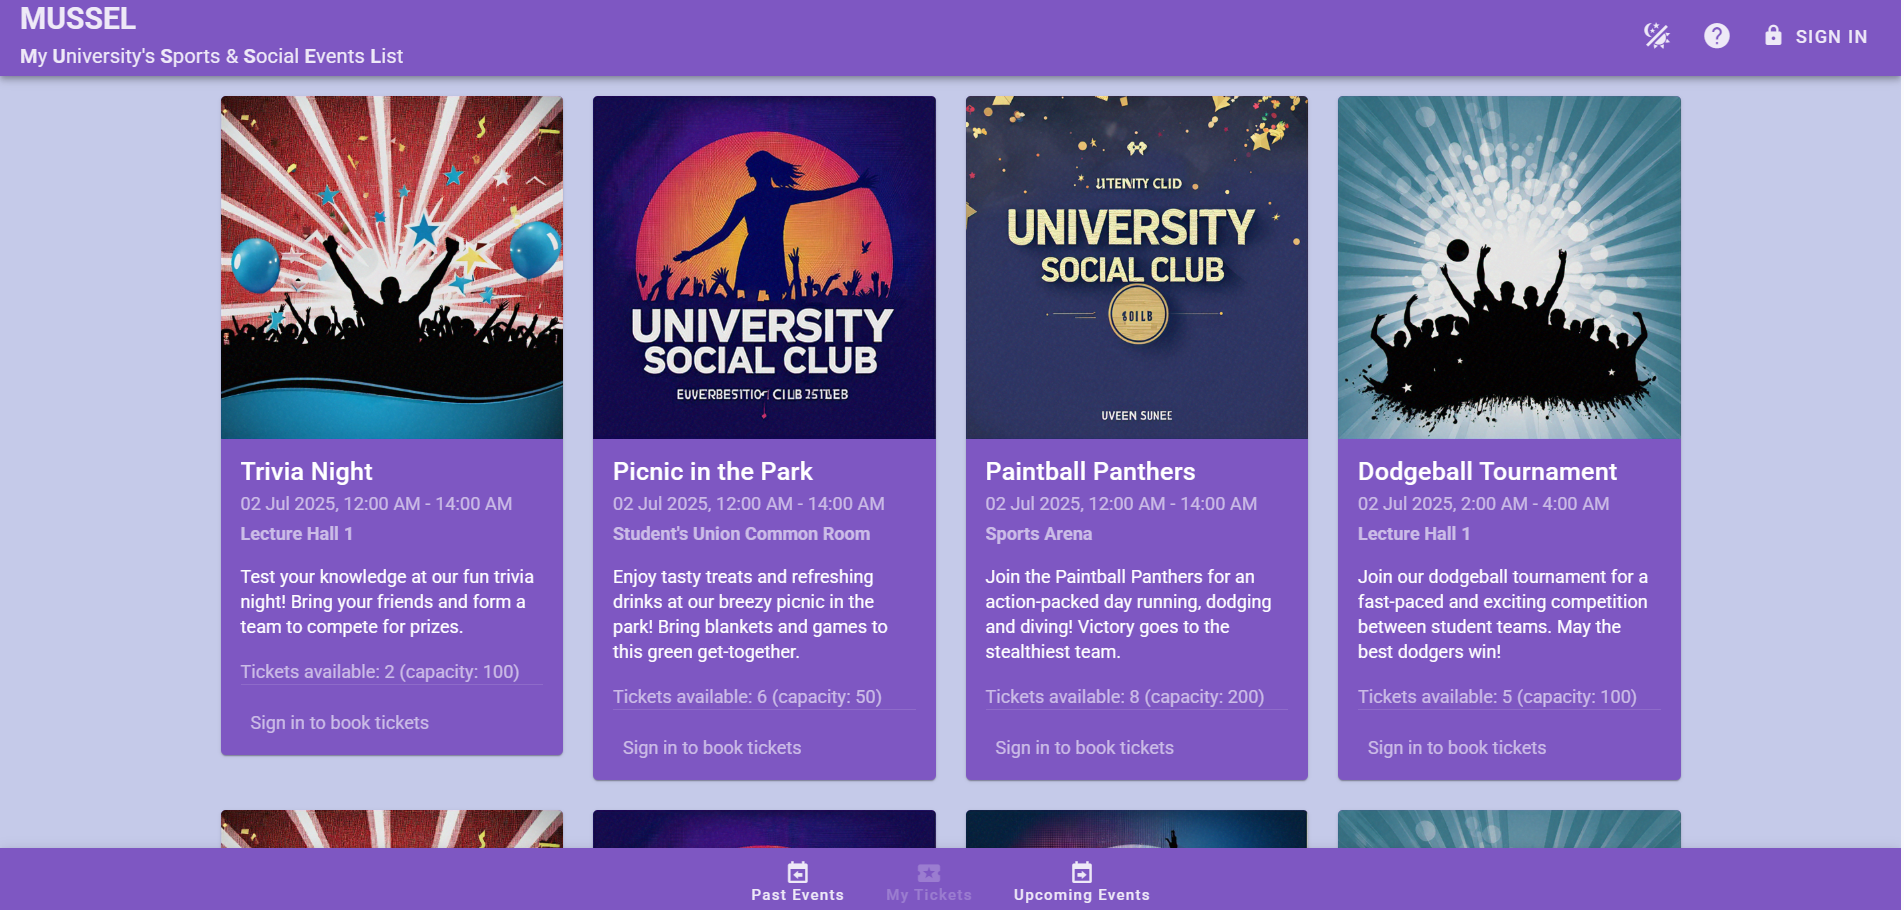 MUSSEL
My University's Sports & Social Events List
SIGN IN
UNIVERSITY
SOCIAL CLUB
UNIVERSITY
SOCIAL CLUB
UVEEN SUNEE
Trivia Night
02 Jul 2025, 12:00 AM - 14:00 AM
Lecture Hall 1
Test your knowledge at our fun trivia
night! Bring your friends and form a
team to compete for prizes.
Tickets available: 2 (capacity: 100)
Sign in to book tickets
Picnic in the Park
02 Jul 2025, 12:00 AM - 14:00 AM
Student's Union Common Room
Enjoy tasty treats and refreshing
drinks at our breezy picnic in the
park! Bring blankets and games to
this green get-together.
Tickets available: 6 (capacity: 50)
Sign in to book tickets
Paintball Panthers
02 Jul 2025, 12:00 AM - 14:00 AM
Sports Arena
Join the Paintball Panthers for an
action-packed day running, dodging
and diving! Victory goes to the
stealthiest team.
Tickets available: 8 (capacity: 200)
Sign in to book tickets
Dodgeball Tournament
02 Jul 2025, 2:00 AM - 4:00 AM
Lecture Hall 1
Join our dodgeball tournament for a
fast-paced and exciting competition
between student teams. May the
best dodgers win!
Tickets available: 5 (capacity: 100)
Sign in to book tickets
Past Events
My Tickets
Upcoming Events